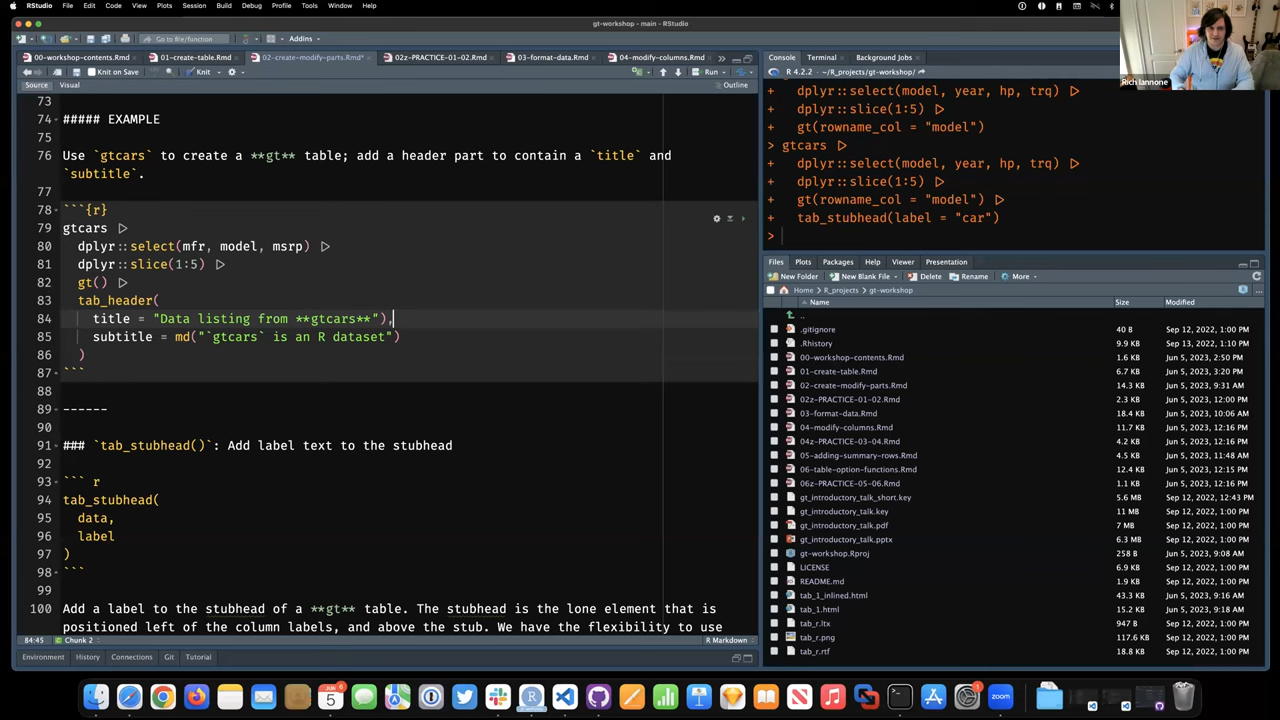 RStudio File Edit Code View Plots Session Build Debug Profile Tools Window Help
gt-workshop - main - RStudio
Go to file/function Addins
00-workshop-contents.Rmd 01-create-table.Rmd 02-create-modify-parts.Rmd* 02z-PRACTICE-01-02.Rmd 03-format-data.Rmd 04-modify-columns.Rmd
Knit on Save Knit Run
Source Visual Outline
73
74 ##### EXAMPLE
75
76 Use `gtcars` to create a **gt** table; add a header part to contain a `title` and
`subtitle`.
77
78 ```{r}
79 gtcars |>
80 dplyr::select(mfr, model, msrp) |>
81 dplyr::slice(1:5) |>
82 gt() |>
83 tab_header(
84 title = "Data listing from **gtcars**"),
85 subtitle = md("`gtcars` is an R dataset")
86 )
87 ```
88
89 ------
90
91 ### `tab_stubhead()`: Add label text to the stubhead
92
93 ``` r
94 tab_stubhead(
95 data,
96 label
97 )
98 ```
99
100 Add a label to the stubhead of a **gt** table. The stubhead is the lone element that is
positioned left of the column labels, and above the stub. We have the flexibility to use
84:45 Chunk 2 R Markdown
Environment History Connections Git Tutorial
Console Terminal Background Jobs
R 4.2.2 · ~/R_projects/gt-workshop/
+ dplyr::select(model, year, hp, trq) |>
+ dplyr::slice(1:5) |>
+ gt(rowname_col = "model")
> gtcars |>
+ dplyr::select(model, year, hp, trq) |>
+ dplyr::slice(1:5) |>
+ gt(rowname_col = "model") |>
+ tab_stubhead(label = "car")
>
Files Plots Packages Help Viewer Presentation
New Folder New Blank File Delete Rename More
Home R_projects gt-workshop
Name Size Modified
..
.gitignore 40 B Sep 12, 2022, 1:00 PM
.Rhistory 9.9 KB Sep 13, 2022, 1:10 PM
00-workshop-contents.Rmd 1.6 KB Jun 5, 2023, 2:50 PM
01-create-table.Rmd 6.7 KB Jun 5, 2023, 3:20 PM
02-create-modify-parts.Rmd 14.3 KB Jun 5, 2023, 9:31 AM
02z-PRACTICE-01-02.Rmd 2.3 KB Jun 5, 2023, 12:00 PM
03-format-data.Rmd 18.4 KB Jun 5, 2023, 10:06 AM
04-modify-columns.Rmd 11.7 KB Jun 5, 2023, 12:16 PM
04z-PRACTICE-03-04.Rmd 4.2 KB Jun 5, 2023, 12:16 PM
05-adding-summary-rows.Rmd 4.5 KB Jun 5, 2023, 11:48 AM
06-table-option-functions.Rmd 12.4 KB Jun 5, 2023, 12:15 PM
06z-PRACTICE-05-06.Rmd 1.1 KB Jun 5, 2023, 12:16 PM
gt_introductory_talk_short.key 5.6 MB Sep 12, 2022, 12:43 PM
gt_introductory_talk.key 11 MB Sep 12, 2022, 1:00 PM
gt_introductory_talk.pdf 7 MB Sep 12, 2022, 1:00 PM
gt_introductory_talk.pptx 6.3 MB Sep 12, 2022, 1:00 PM
gt-workshop.Rproj 258 B Jun 5, 2023, 9:08 AM
LICENSE 6.9 KB Sep 12, 2022, 1:00 PM
README.md 1.9 KB Sep 12, 2022, 1:00 PM
tab_1_inlined.html 43.3 KB Jun 5, 2023, 9:16 AM
tab_1.html 15.2 KB Jun 5, 2023, 9:18 AM
tab_r.ltx 947 B Sep 12, 2022, 1:00 PM
tab_r.png 117.6 KB Sep 12, 2022, 1:00 PM
tab_r.rtf 18.8 KB Sep 12, 2022, 1:00 PM
Rich Iannone
JUN
5
6
1
zoom